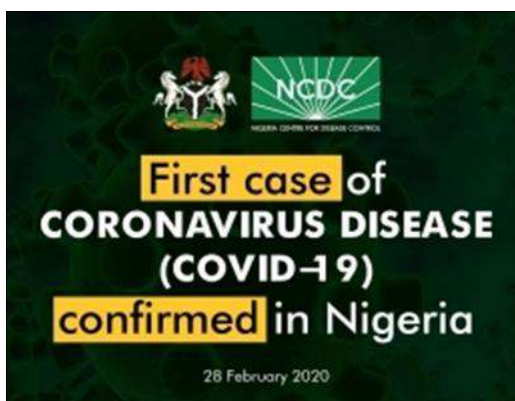 NCDC
NIGERIA CENTRE FOR DISEASE CONTROL
First case of
CORONAVIRUS DISEASE
(COVID-19)
confirmed in Nigeria
28 February 2020